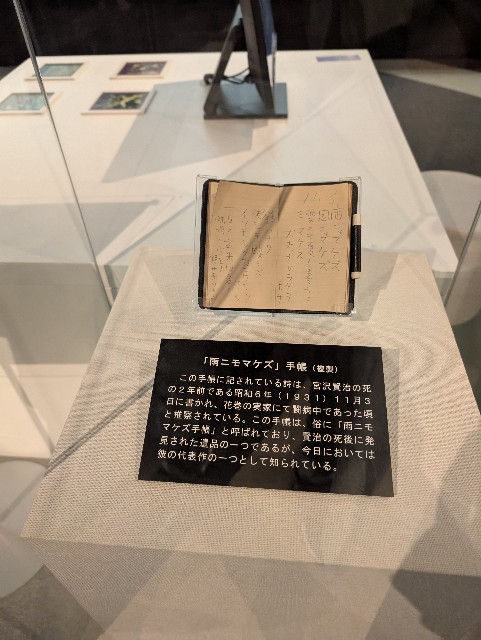 雨ニモマケズ
風ニモマケズ
「雨ニモマケズ」手帳（複製）
この手帳に記されている詩は、宮沢賢治の死
の２年前である昭和６年（１９３１）１１月３
日に書かれ、花巻の実家にて闘病中であった頃
と推察されている。この手帳は、俗に「雨ニモ
マケズ手帳」と呼ばれており、賢治の死後に発
見された遺品の一つであるが、今日においては
彼の代表作の一つとして知られている。